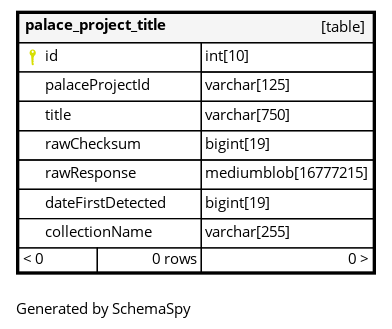 palace_project_title [table]
id int[10]
palaceProjectId varchar[125]
title varchar[750]
rawChecksum bigint[19]
rawResponse mediumblob[16777215]
dateFirstDetected bigint[19]
collectionName varchar[255]
< 0 0 rows 0 >
Generated by SchemaSpy